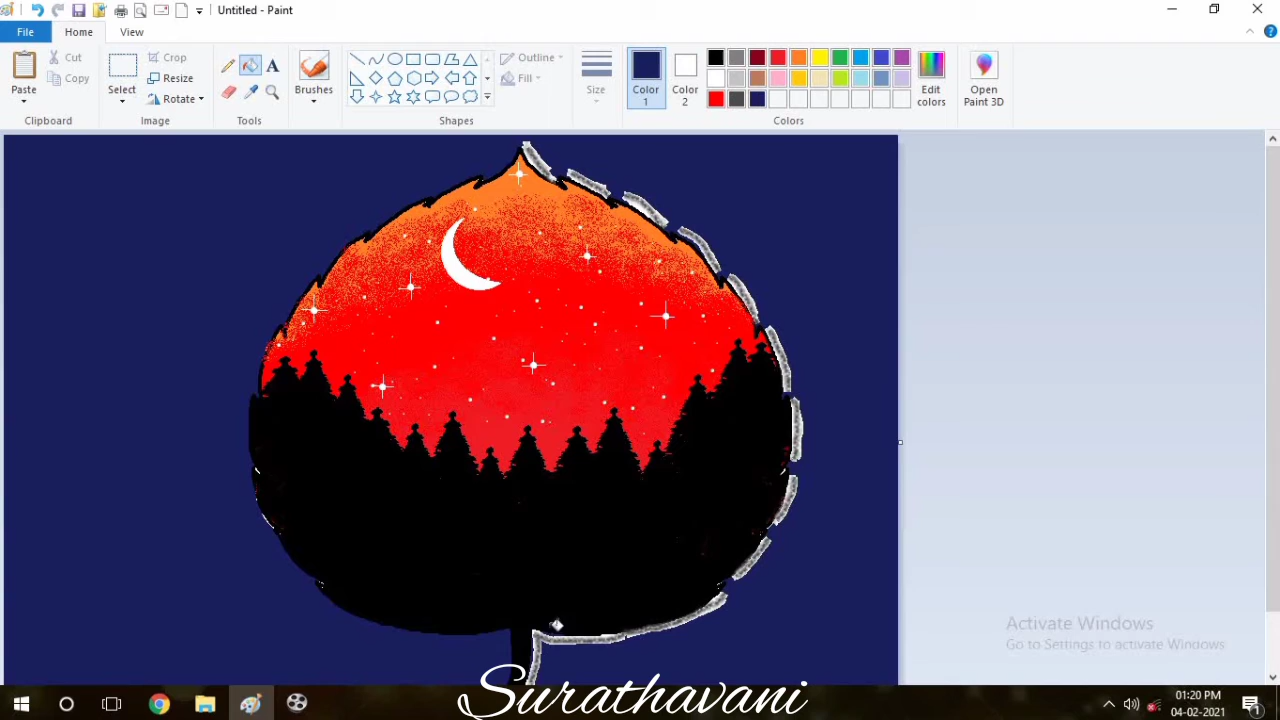 Untitled - Paint
File Home View
Paste Cut Copy Clipboard
Select Crop Resize Rotate Image
Tools
Brushes
Outline Fill Shapes
Size
Color 1 Color 2 Edit colors Colors
Open Paint 3D
Activate Windows
Go to Settings to activate Windows
Surathavani
01:20 PM
04-02-2021